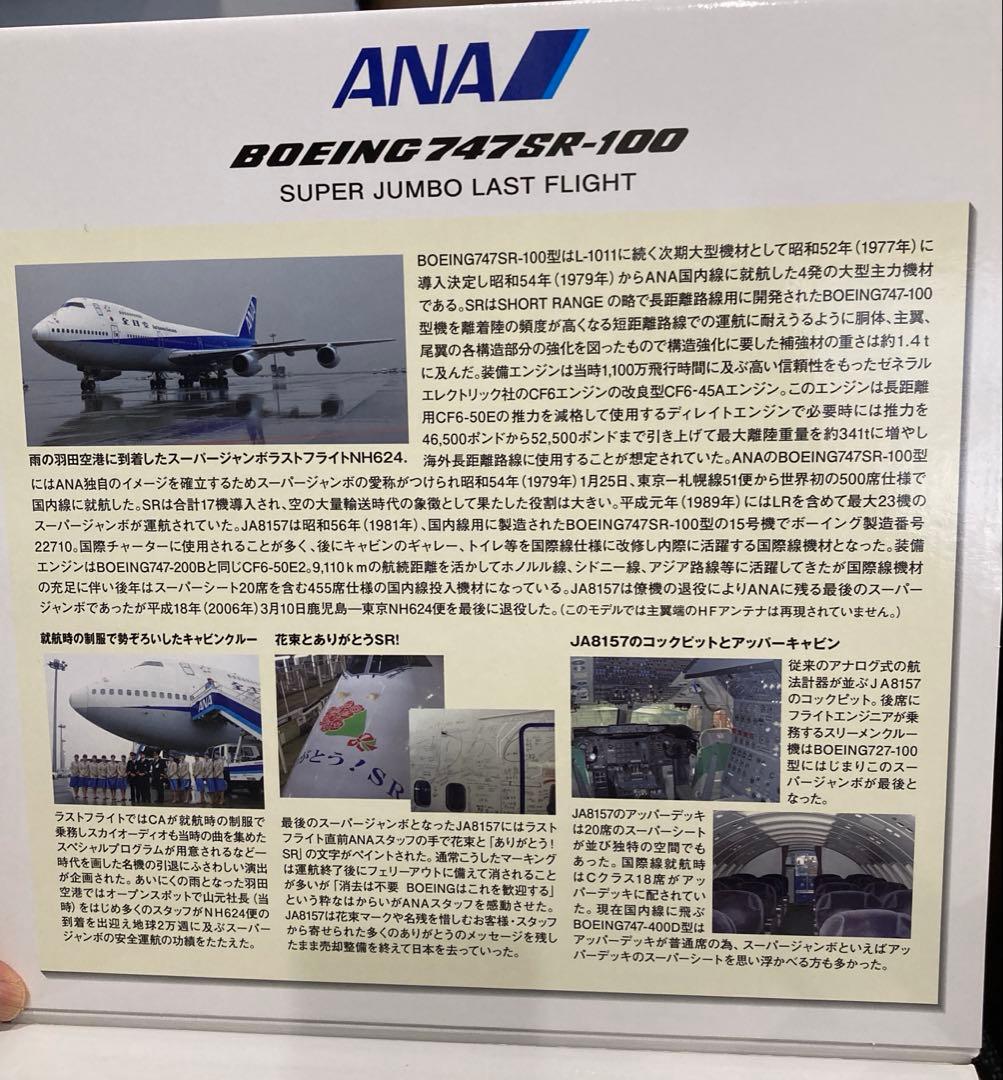 ANA
BOEING 747SR-100
SUPER JUMBO LAST FLIGHT
BOEING747SR-100型はL-1011に続く次期大型機材として昭和52年（1977年）に
導入決定し昭和54年（1979年）からANA国内線に就航した4発の大型主力機材
である。SRはSHORT RANGE の略で長距離路線用に開発されたBOEING747-100
型機を離着陸の頻度が高くなる短距離路線での運航に耐えうるように胴体、主翼、
尾翼の各構造部分の強化を図ったもので構造強化に要した補強材の重さは約1.4t
に及んだ。装備エンジンは当時1,100万飛行時間に及ぶ高い信頼性をもったゼネラル
エレクトリック社のCF6エンジンの改良型CF6-45Aエンジン。このエンジンは長距離
用CF6-50Eの推力を減格して使用するディレイトエンジンで必要時には推力を
46,500ポンドから52,500ポンドまで引き上げて最大離陸重量を約341tに増やし
海外長距離路線に使用することが想定されていた。ANAのBOEING747SR-100型
にはANA独自のイメージを確立するためスーパージャンボの愛称がつけられ昭和54年（1979年）1月25日、東京ー札幌線51便から世界初の500席仕様で
国内線に就航した。SRは合計17機導入され、空の大量輸送時代の象徴として果たした役割は大きい。平成元年（1989年）にはLRを含めて最大23機の
スーパージャンボが運航されていた。JA8157は昭和56年（1981年）、国内線用に製造されたBOEING747SR-100型の15号機でボーイング製造番号
22710。国際チャーターに使用されることが多く、後にキャビンのギャレー、トイレ等を国際線仕様に改修し内際に活躍する国際線機材となった。装備
エンジンはBOEING747-200Bと同じCF6-50E2。9,110kmの航続距離を活かしてホノルル線、シドニー線、アジア路線等に活躍してきたが国際線機材
の充足に伴い後年はスーパーシート20席を含む455席仕様の国内線投入機材になっている。JA8157は僚機の退役によりANAに残る最後のスーパー
ジャンボであったが平成18年（2006年）3月10日鹿児島―東京NH624便を最後に退役した。（このモデルでは主翼端のHFアンテナは再現されていません。）
全日空
ANA
雨の羽田空港に到着したスーパージャンボラストフライトNH624.
就航時の制服で勢ぞろいしたキャビンクルー
ANA
ラストフライトではCAが就航時の制服で
乗務しスカイオーディオも当時の曲を集めた
スペシャルプログラムが用意されるなど一
時代を画した名機の引退にふさわしい演出
が企画された。あいにくの雨となった羽田
空港ではオープンスポットで山元社長（当
時）をはじめ多くのスタッフがNH624便の
到着を出迎え地球2万週に及ぶスーパー
ジャンボの安全運航の功績をたたえた。
花束とありがとうSR!
がとう！SR
最後のスーパージャンボとなったJA8157にはラスト
フライト直前ANAスタッフの手で花束と「ありがとう！
SR」の文字がペイントされた。通常こうしたマーキング
は運航終了後にフェリーアウトに備えて消されること
が多いが「消去は不要 BOEINGはこれを歓迎する」
という粋なはからいがANAスタッフを感動させた。
JA8157は花束マークや名残を惜しむお客様・スタッフ
から寄せられた多くのありがとうのメッセージを残し
たまま売却整備を終えて日本を去っていった。
JA8157のコックピットとアッパーキャビン
従来のアナログ式の航
法計器が並ぶJA8157
のコックピット。後席に
フライトエンジニアが乗
務するスリーメンクルー
機はBOEING727-100
型にはじまりこのスー
パージャンボが最後と
なった。
JA8157のアッパーデッキ
は20席のスーパーシート
が並び独特の空間でも
あった。国際線就航時
はCクラス18席がアッ
パーデッキに配されてい
た。現在国内線に飛ぶ
BOEING747-400D型は
アッパーデッキが普通席の為、スーパージャンボといえばアッ
パーデッキのスーパーシートを思い浮かべる方も多かった。